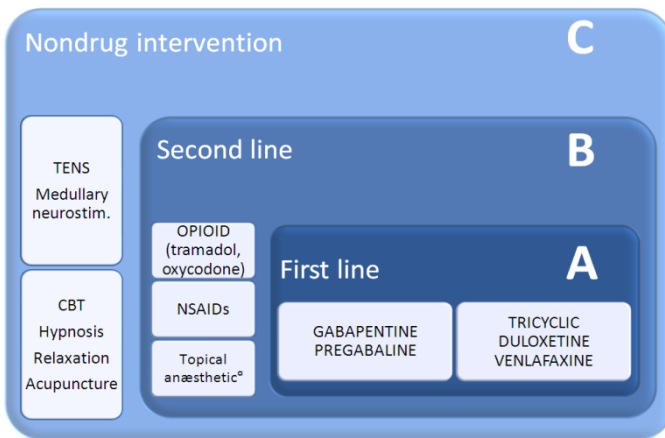 Nondrug intervention
C
TENS
Medullary
neurostim.
CBT
Hypnosis
Relaxation
Acupuncture
Second line
B
OPIOID
(tramadol,
oxycodone)
NSAIDs
Topical
anæsthetic°
First line
A
GABAPENTINE
PREGABALINE
TRICYCLIC
DULOXETINE
VENLAFAXINE